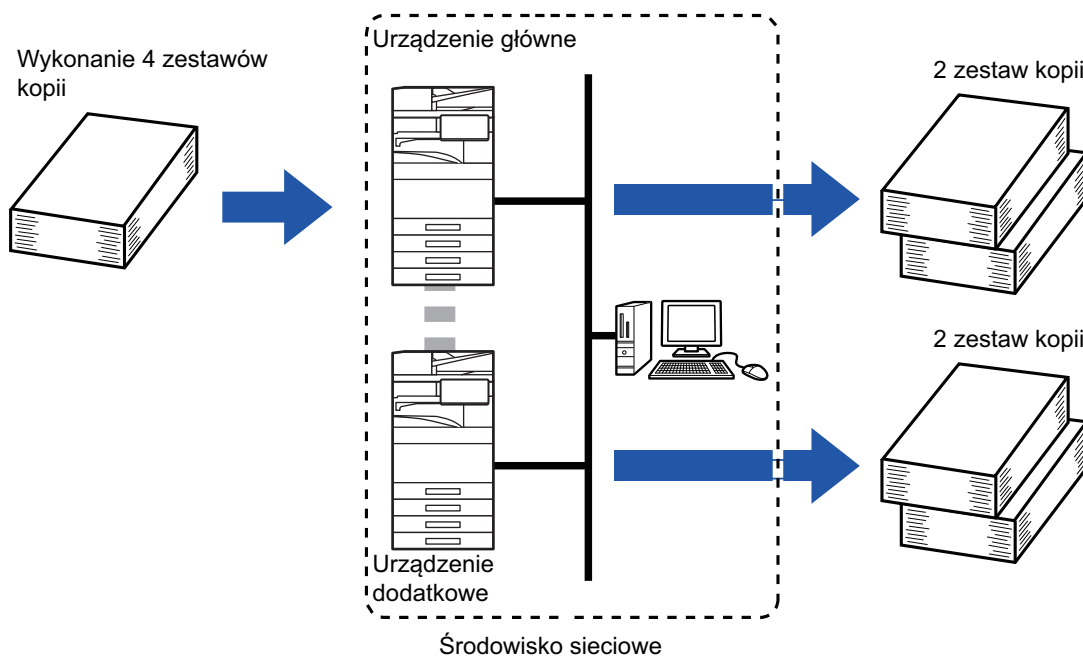 Wykonanie 4 zestawów
kopii
Urządzenie główne
2 zestaw kopii
2 zestaw kopii
Urządzenie
dodatkowe
Środowisko sieciowe